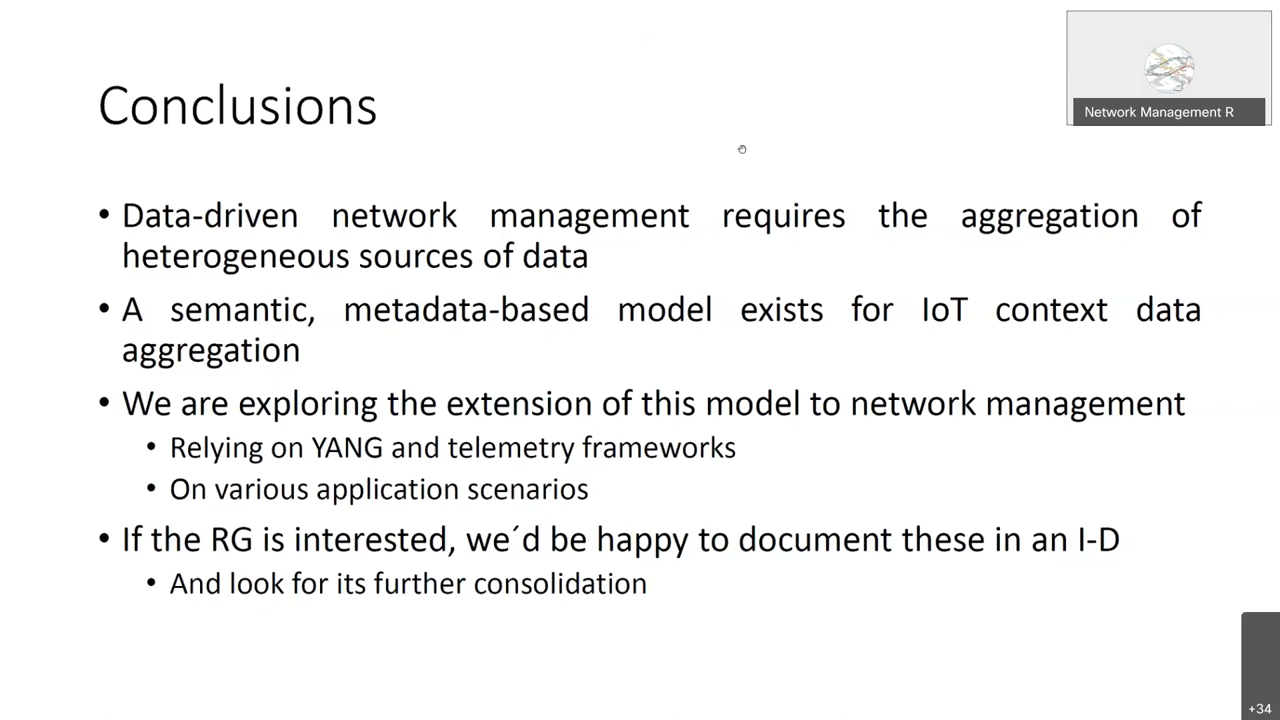 Conclusions
Network Management R
• Data-driven network management requires the aggregation of
heterogeneous sources of data
• A semantic, metadata-based model exists for IoT context data
aggregation
• We are exploring the extension of this model to network management
• Relying on YANG and telemetry frameworks
• On various application scenarios
• If the RG is interested, we´d be happy to document these in an I-D
• And look for its further consolidation
+34